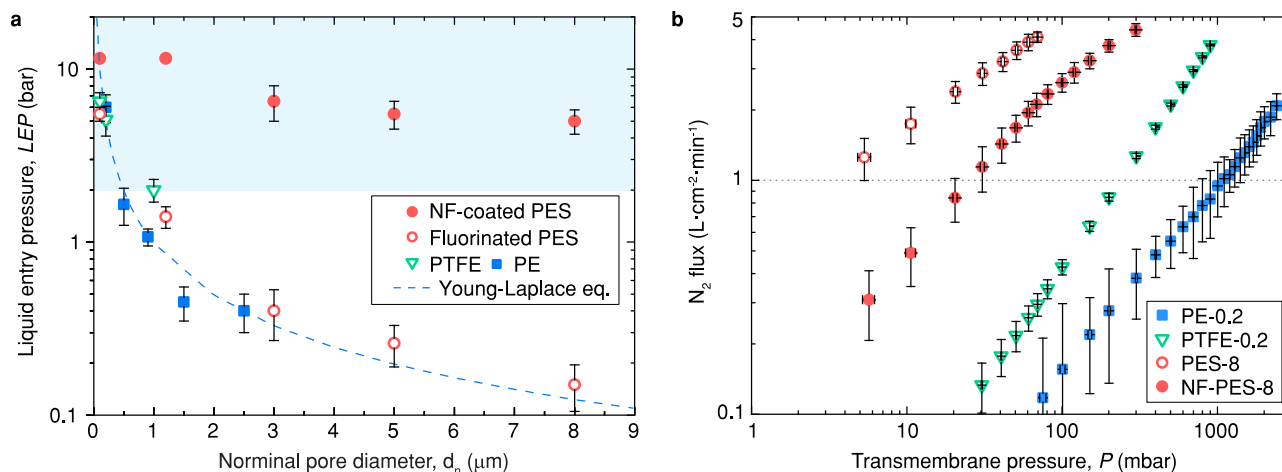 a
Liquid entry pressure, LEP (bar)
10
1
0.1
0 1 2 3 4 5 6 7 8 9
Norminal pore diameter, dn (μm)
NF-coated PES
Fluorinated PES
PTFE PE
Young-Laplace eq.
b
N2 flux (L·cm-2·min-1)
5
1
0.1
1 10 100 1000
Transmembrane pressure, P (mbar)
PE-0.2
PTFE-0.2
PES-8
NF-PES-8